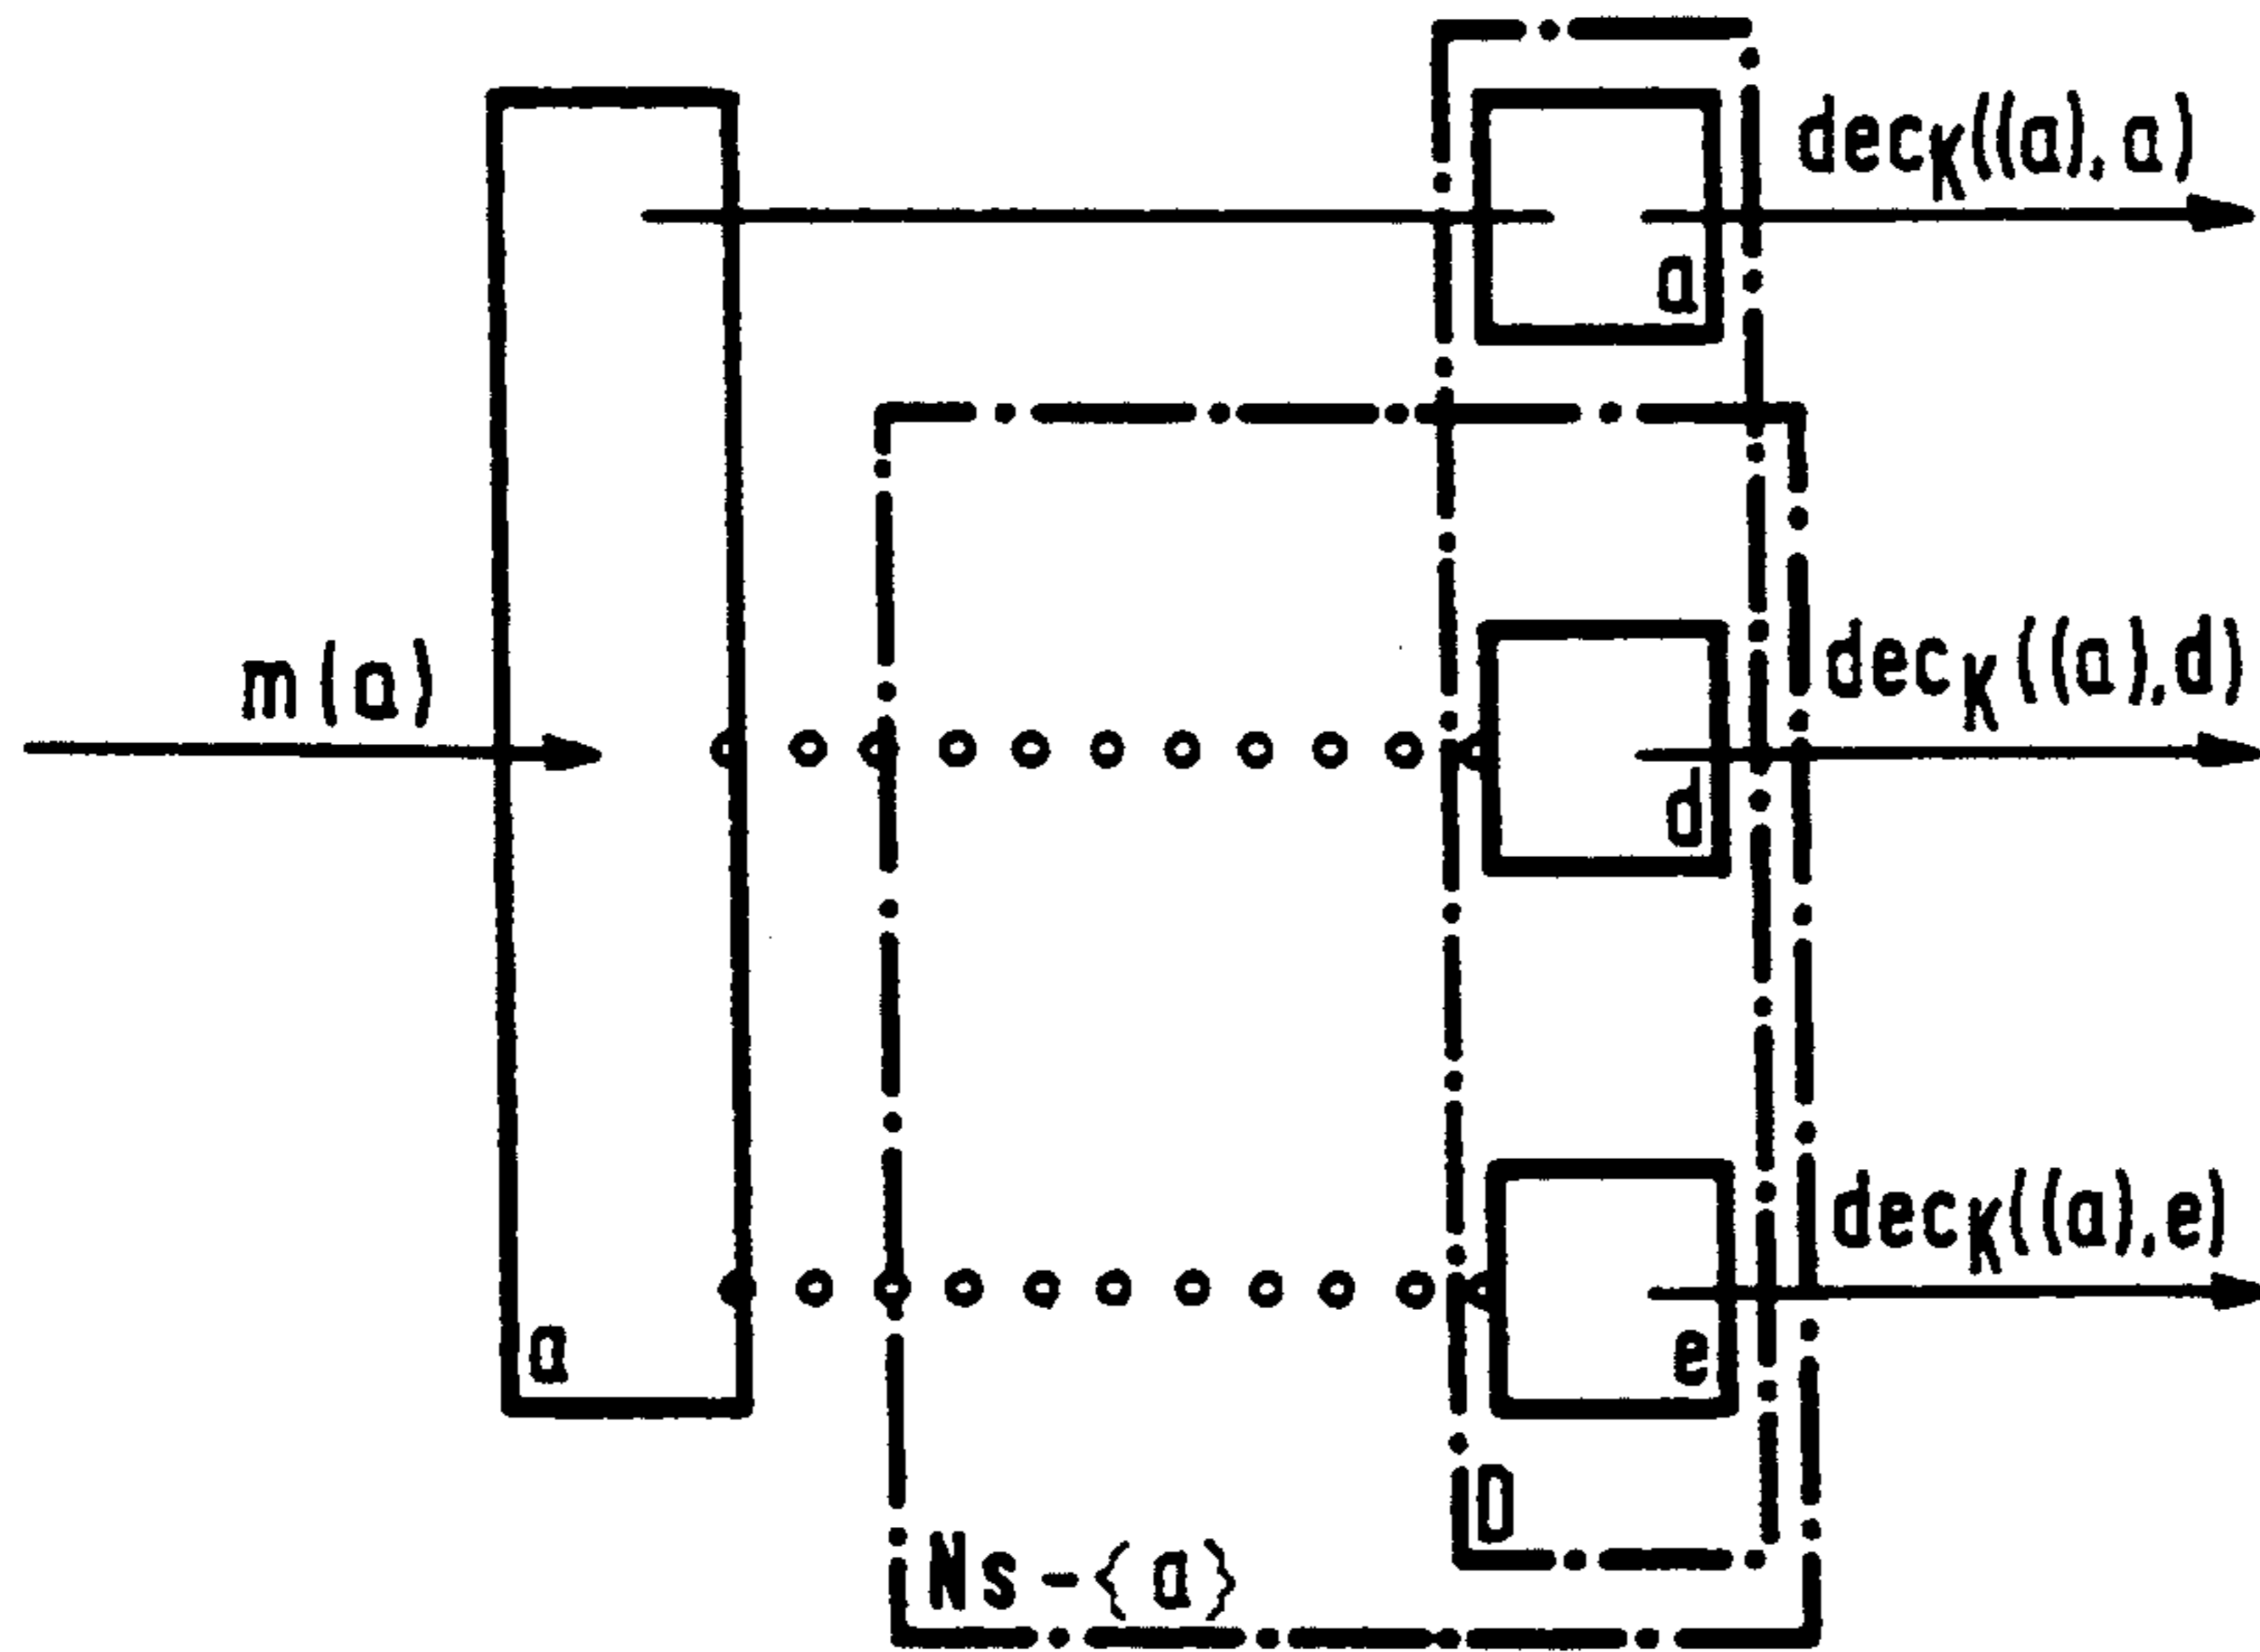 dec_K((a),a)
a
m(a)
dec_K((a),d)
d
dec_K((a),e)
e
a
D
Ns-{a}